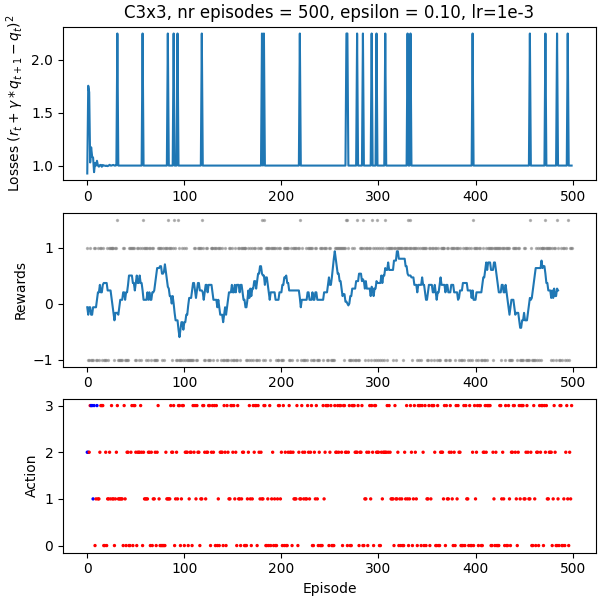 C3x3, nr episodes = 500, epsilon = 0.10, lr=1e-3
Losses $(r_t + \gamma * q_{t+1} - q_t)^2$
2.0
1.5
1.0
0 100 200 300 400 500
Rewards
1
0
−1
0 100 200 300 400 500
Action
3
2
1
0
0 100 200 300 400 500
Episode